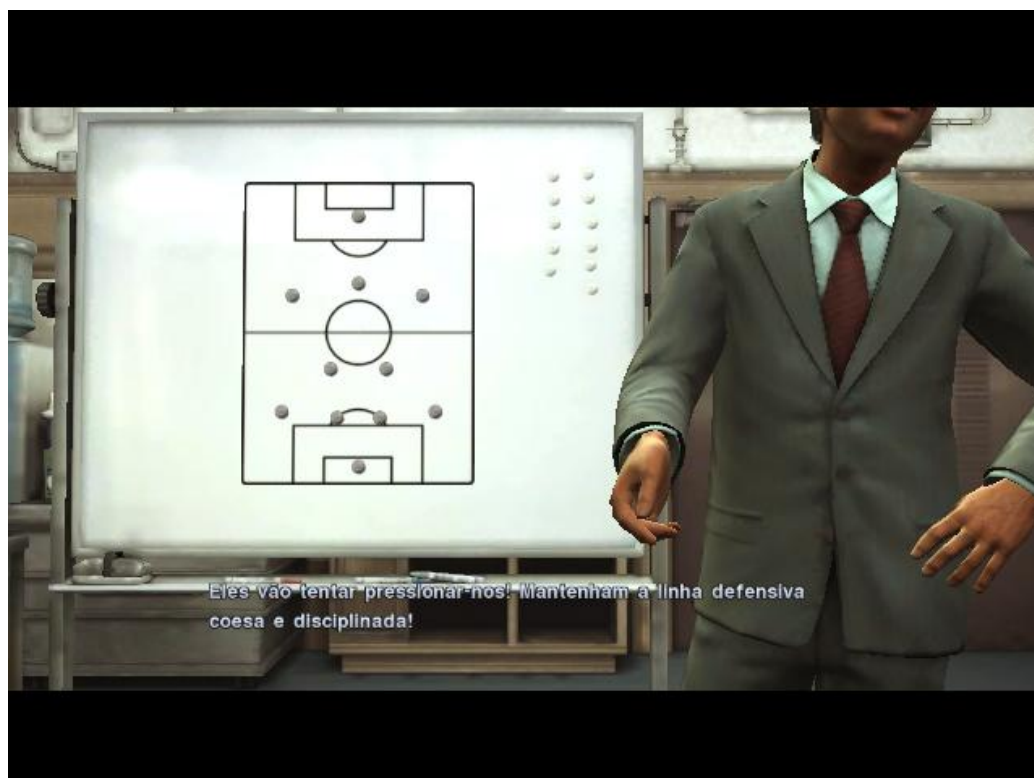 Eles vão tentar pressionar-nos! Mantenham a linha defensiva
coesa e disciplinada!